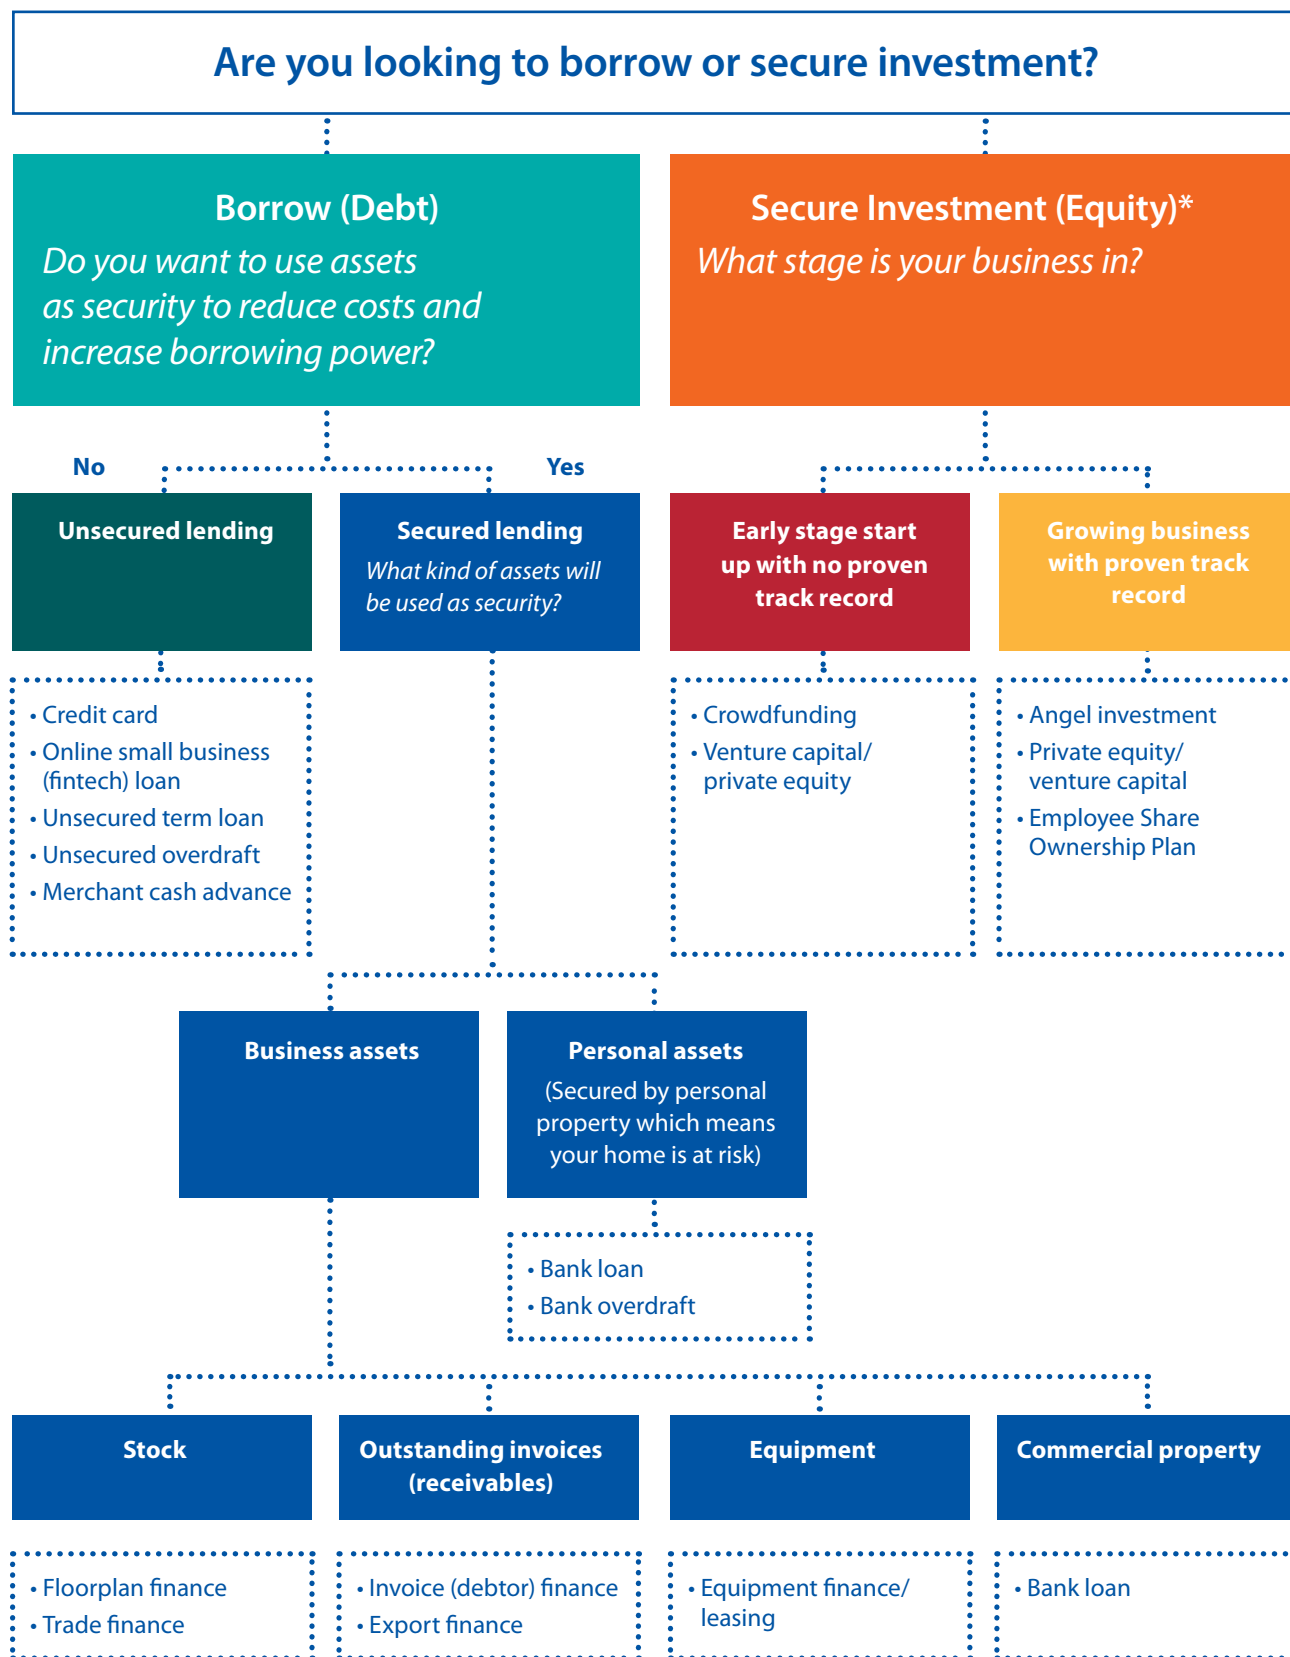 Are you looking to borrow or secure investment?
Borrow (Debt)
Do you want to use assets
as security to reduce costs and
increase borrowing power?
Secure Investment (Equity)*
What stage is your business in?
No
Yes
Unsecured lending
Secured lending
What kind of assets will
be used as security?
Early stage start
up with no proven
track record
Growing business
with proven track
record
• Credit card
• Online small business
(fintech) loan
• Unsecured term loan
• Unsecured overdraft
• Merchant cash advance
• Crowdfunding
• Venture capital/
private equity
• Angel investment
• Private equity/
venture capital
• Employee Share
Ownership Plan
Business assets
Personal assets
(Secured by personal
property which means
your home is at risk)
• Bank loan
• Bank overdraft
Stock
Outstanding invoices
(receivables)
Equipment
Commercial property
• Floorplan finance
• Trade finance
• Invoice (debtor) finance
• Export finance
• Equipment finance/
leasing
• Bank loan